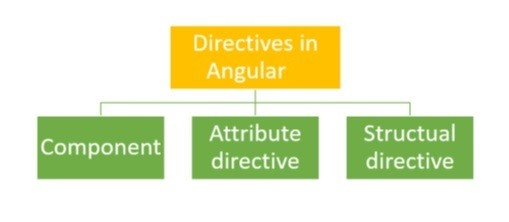 Directives in
Angular
Component
Attribute
directive
Structual
directive